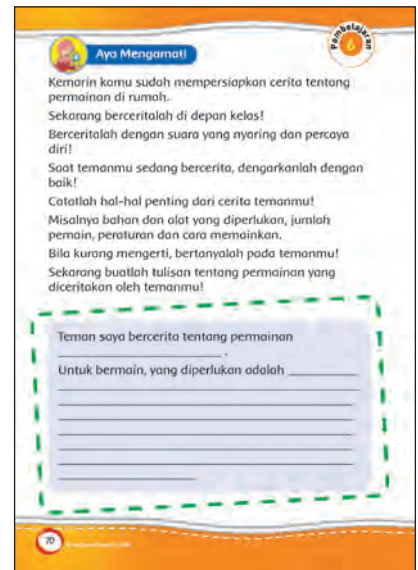 Pembelajaran
6
Ayo Mengamati
Kemarin kamu sudah mempersiapkan cerita tentang
permainan di rumah.
Sekarang berceritalah di depan kelas!
Berceritalah dengan suara yang nyaring dan percaya
diri!
Saat temanmu sedang bercerita, dengarkanlah dengan
baik!
Catatlah hal-hal penting dari cerita temanmu!
Misalnya bahan dan alat yang diperlukan, jumlah
pemain, peraturan dan cara memainkan.
Bila kurang mengerti, bertanyalah pada temanmu!
Sekarang buatlah tulisan tentang permainan yang
diceritakan oleh temanmu!
Teman saya bercerita tentang permainan
.
Untuk bermain, yang diperlukan adalah
70